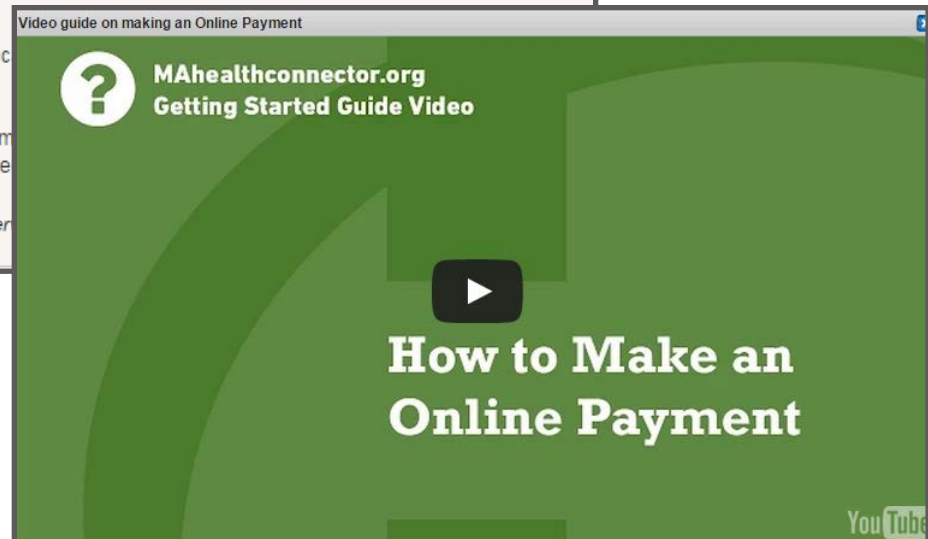 Video guide on making an Online Payment
?
MAhealthconnector.org
Getting Started Guide Video
How to Make an
Online Payment
YouTube